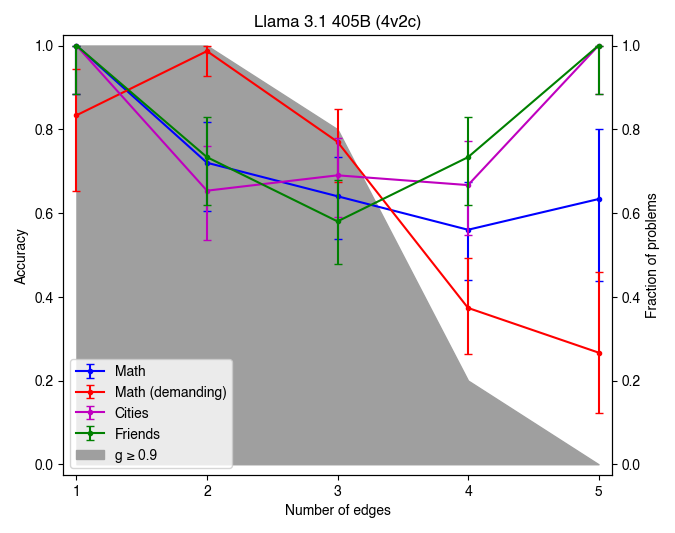 Llama 3.1 405B (4v2c)
1.0
0.8
0.6
0.4
0.2
0.0
Accuracy
1.0
0.8
0.6
0.4
0.2
0.0
Fraction of problems
Math
Math (demanding)
Cities
Friends
g ≥ 0.9
1 2 3 4 5
Number of edges